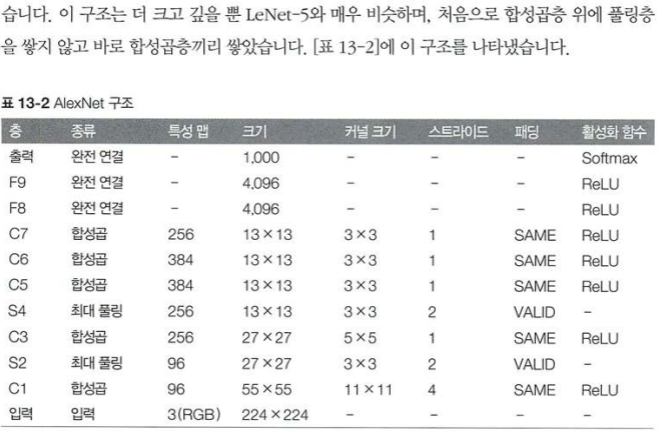 습니다. 이 구조는 더 크고 깊을 뿐 LeNet-5와 매우 비슷하며, 처음으로 합성곱층 위에 풀링층
을 쌓지 않고 바로 합성곱층끼리 쌓았습니다. [표 13-2]에 이 구조를 나타냈습니다.
표 13-2 AlexNet 구조
층 종류 특성 맵 크기 커널 크기 스트라이드 패딩 활성화 함수
출력 완전 연결 – 1,000 – – – Softmax
F9 완전 연결 – 4,096 – – – ReLU
F8 완전 연결 – 4,096 – – – ReLU
C7 합성곱 256 13×13 3×3 1 SAME ReLU
C6 합성곱 384 13×13 3×3 1 SAME ReLU
C5 합성곱 384 13×13 3×3 1 SAME ReLU
S4 최대 풀링 256 13×13 3×3 2 VALID –
C3 합성곱 256 27×27 5×5 1 SAME ReLU
S2 최대 풀링 96 27×27 3×3 2 VALID –
C1 합성곱 96 55×55 11×11 4 SAME ReLU
입력 입력 3(RGB) 224×224 – – – –